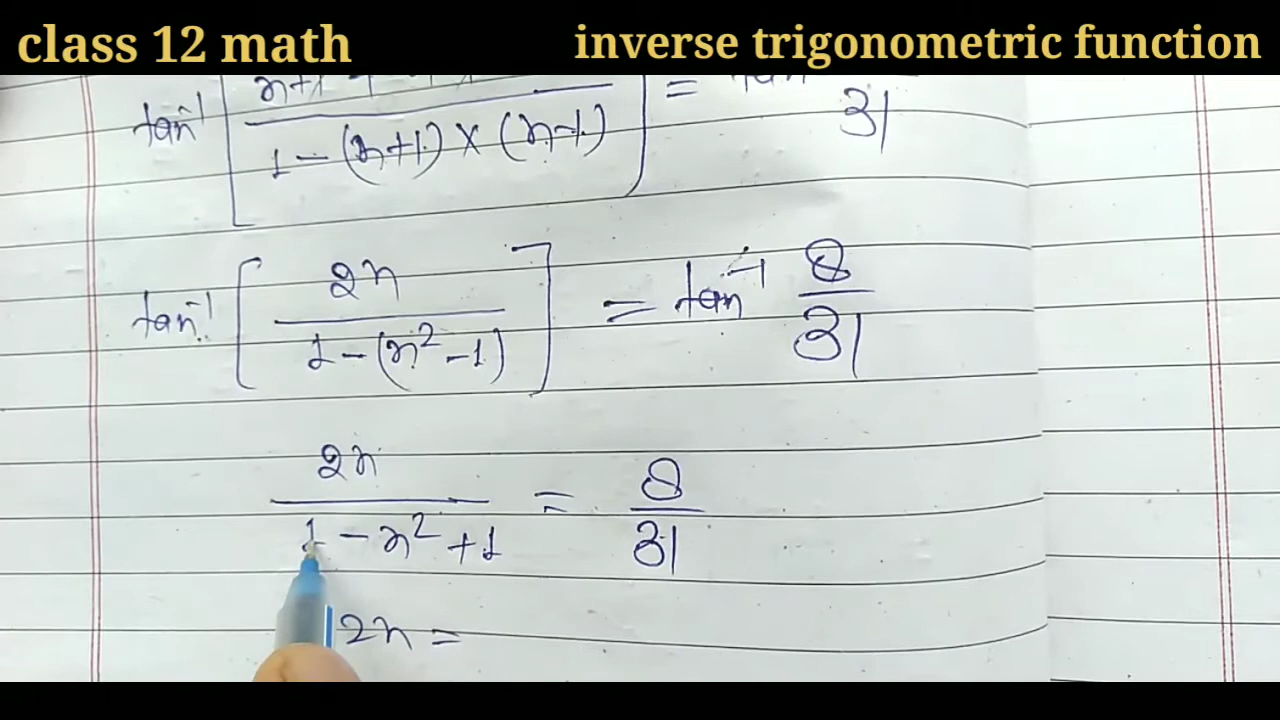 class 12 math
inverse trigonometric function
tan⁻¹ [ (x+1 + x-1) / (1 - (x+1) × (x-1)) ] = tan⁻¹ 8/31
tan⁻¹ [ 2x / (1 - (x² - 1)) ] = tan⁻¹ 8/31
2x / (1 - x² + 1) = 8/31
2x =